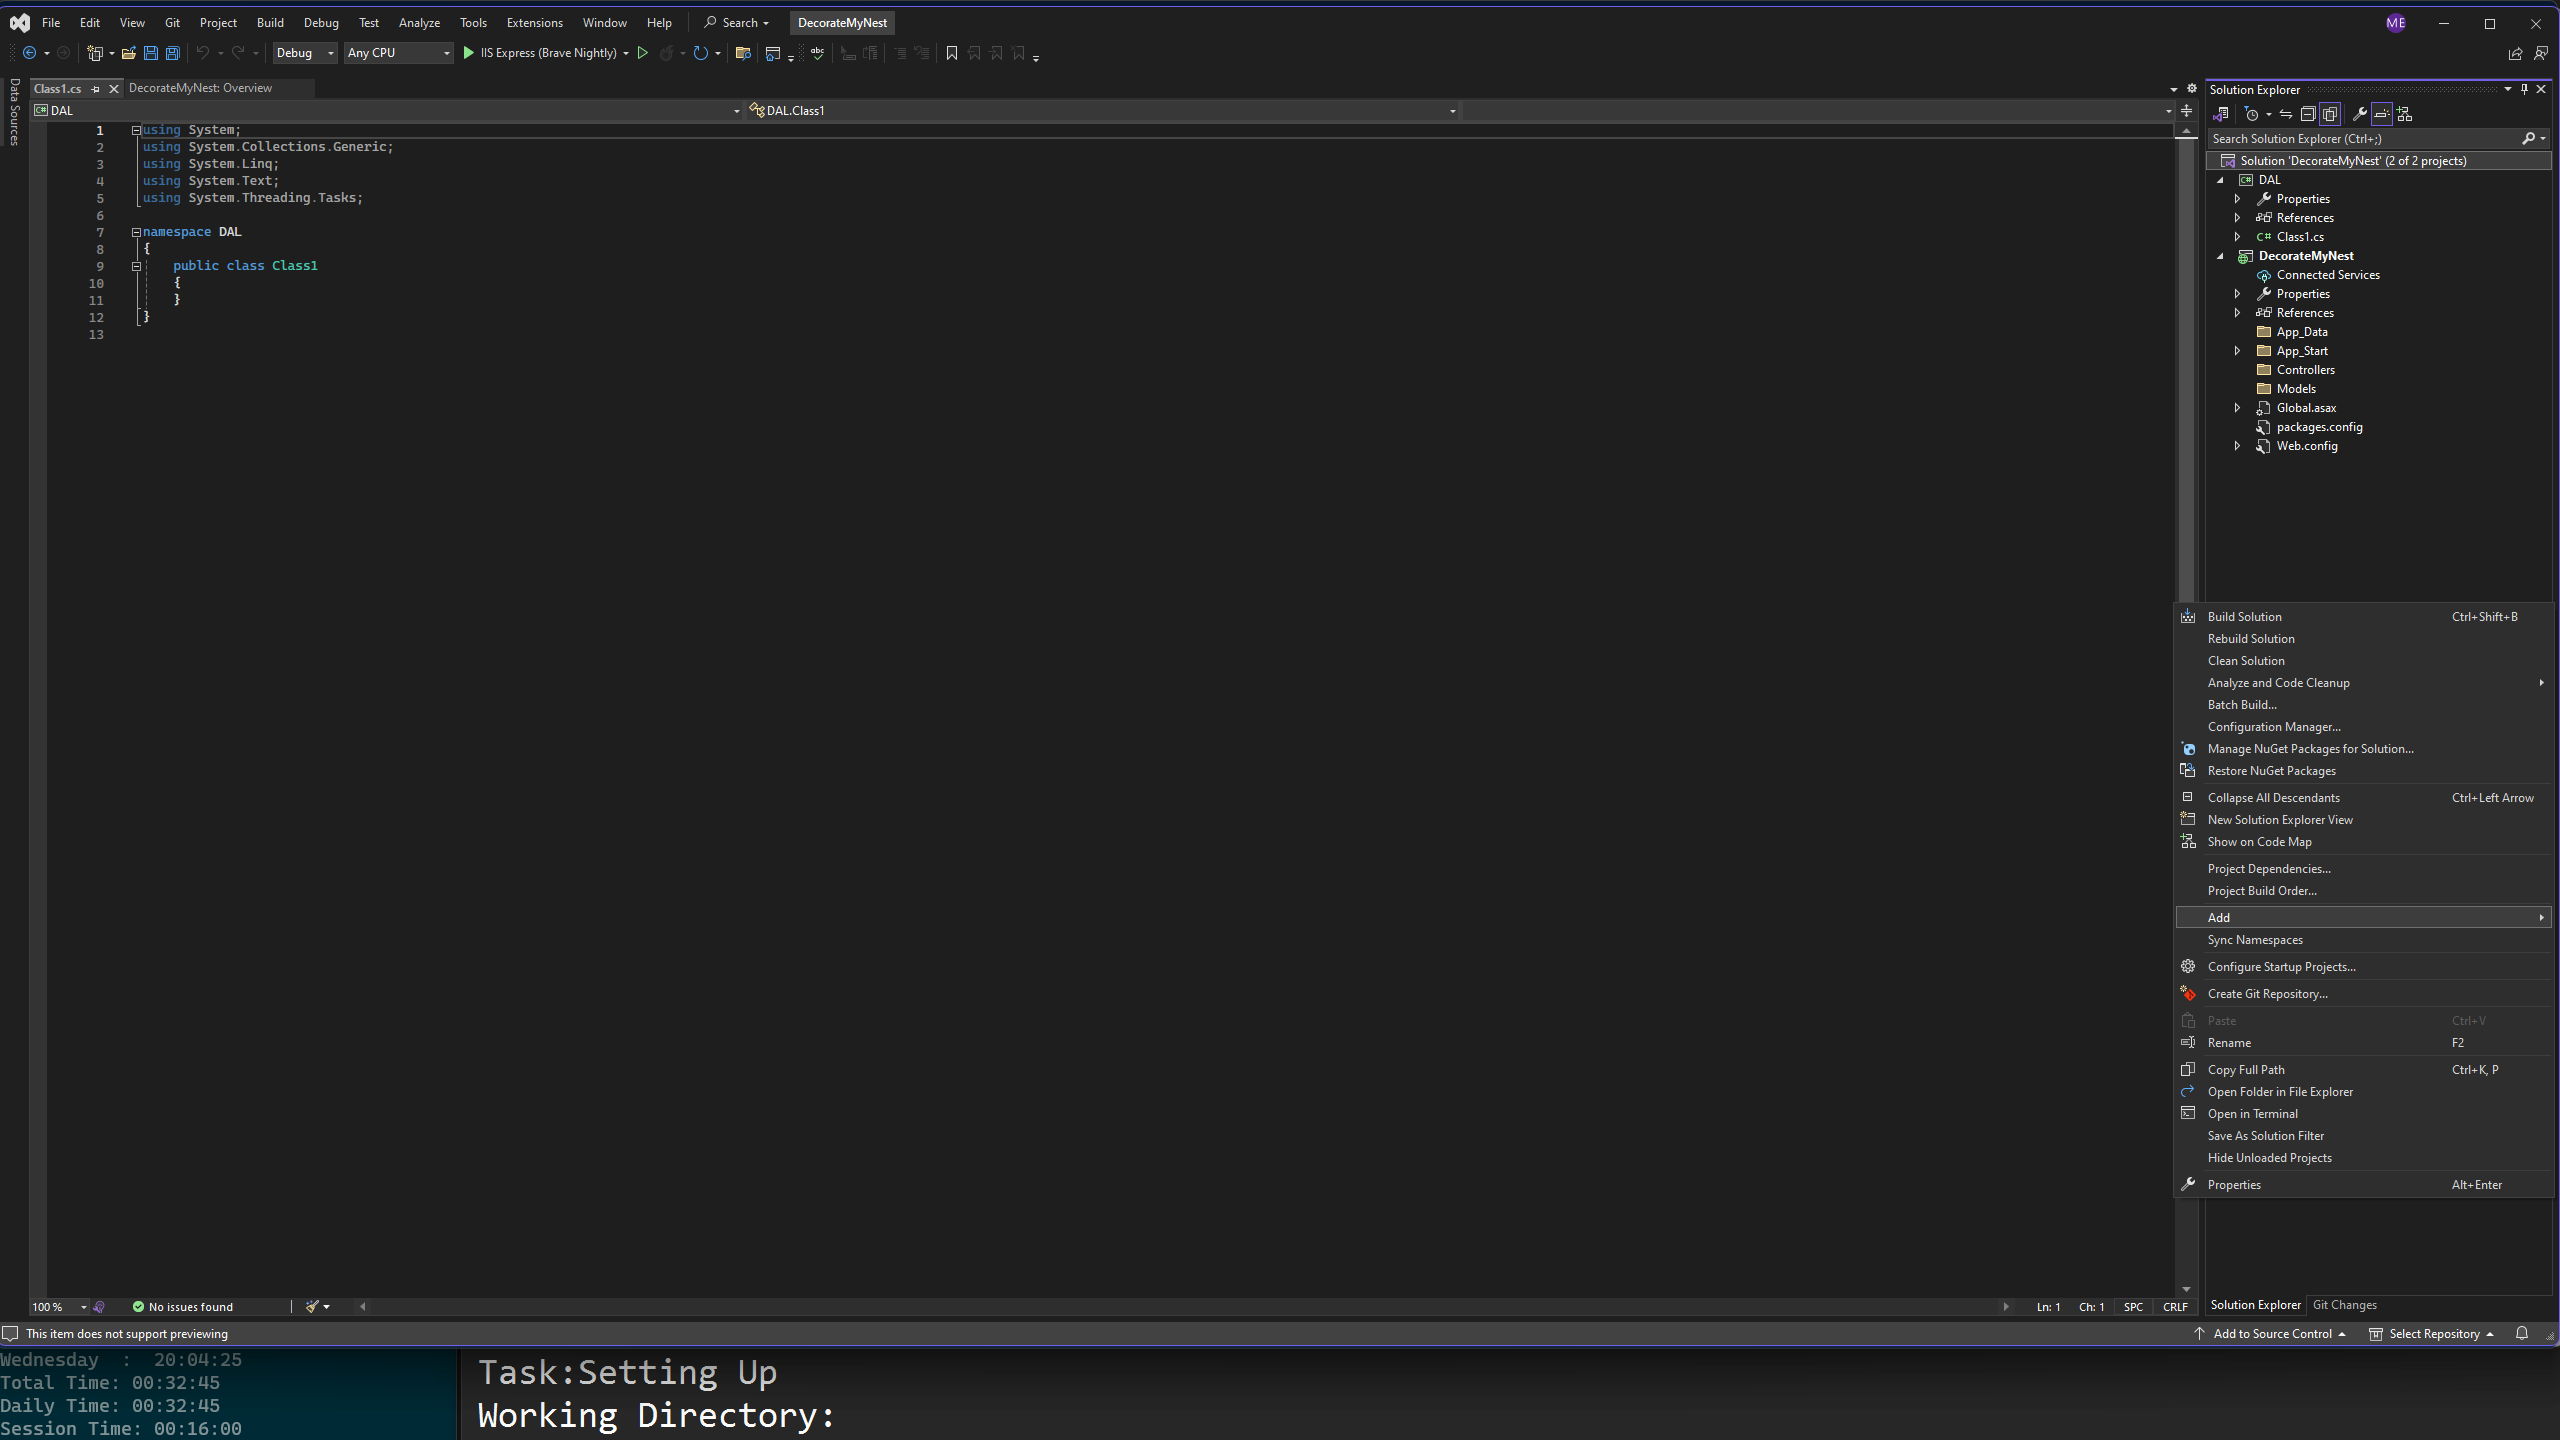 File Edit View Git Project Build Debug Test Analyze Tools Extensions Window Help Search DecorateMyNest ME
Debug Any CPU IIS Express (Brave Nightly) abc
Data Sources
Class1.cs DecorateMyNest: Overview
C# DAL DAL.Class1
1 using System;
2 using System.Collections.Generic;
3 using System.Linq;
4 using System.Text;
5 using System.Threading.Tasks;
6
7 namespace DAL
8 {
9 public class Class1
10 {
11 }
12 }
13
Solution Explorer
Search Solution Explorer (Ctrl+;)
Solution 'DecorateMyNest' (2 of 2 projects)
C# DAL
Properties
References
C# Class1.cs
DecorateMyNest
Connected Services
Properties
References
App_Data
App_Start
Controllers
Models
Global.asax
packages.config
Web.config
Build Solution Ctrl+Shift+B
Rebuild Solution
Clean Solution
Analyze and Code Cleanup
Batch Build...
Configuration Manager...
Manage NuGet Packages for Solution...
Restore NuGet Packages
Collapse All Descendants Ctrl+Left Arrow
New Solution Explorer View
Show on Code Map
Project Dependencies...
Project Build Order...
Add
Sync Namespaces
Configure Startup Projects...
Create Git Repository...
Paste Ctrl+V
Rename F2
Copy Full Path Ctrl+K, P
Open Folder in File Explorer
Open in Terminal
Save As Solution Filter
Hide Unloaded Projects
Properties Alt+Enter
100 % No issues found Ln: 1 Ch: 1 SPC CRLF
Solution Explorer Git Changes
This item does not support previewing Add to Source Control Select Repository
Wednesday : 20:04:25
Total Time: 00:32:45
Daily Time: 00:32:45
Session Time: 00:16:00
Task:Setting Up
Working Directory: